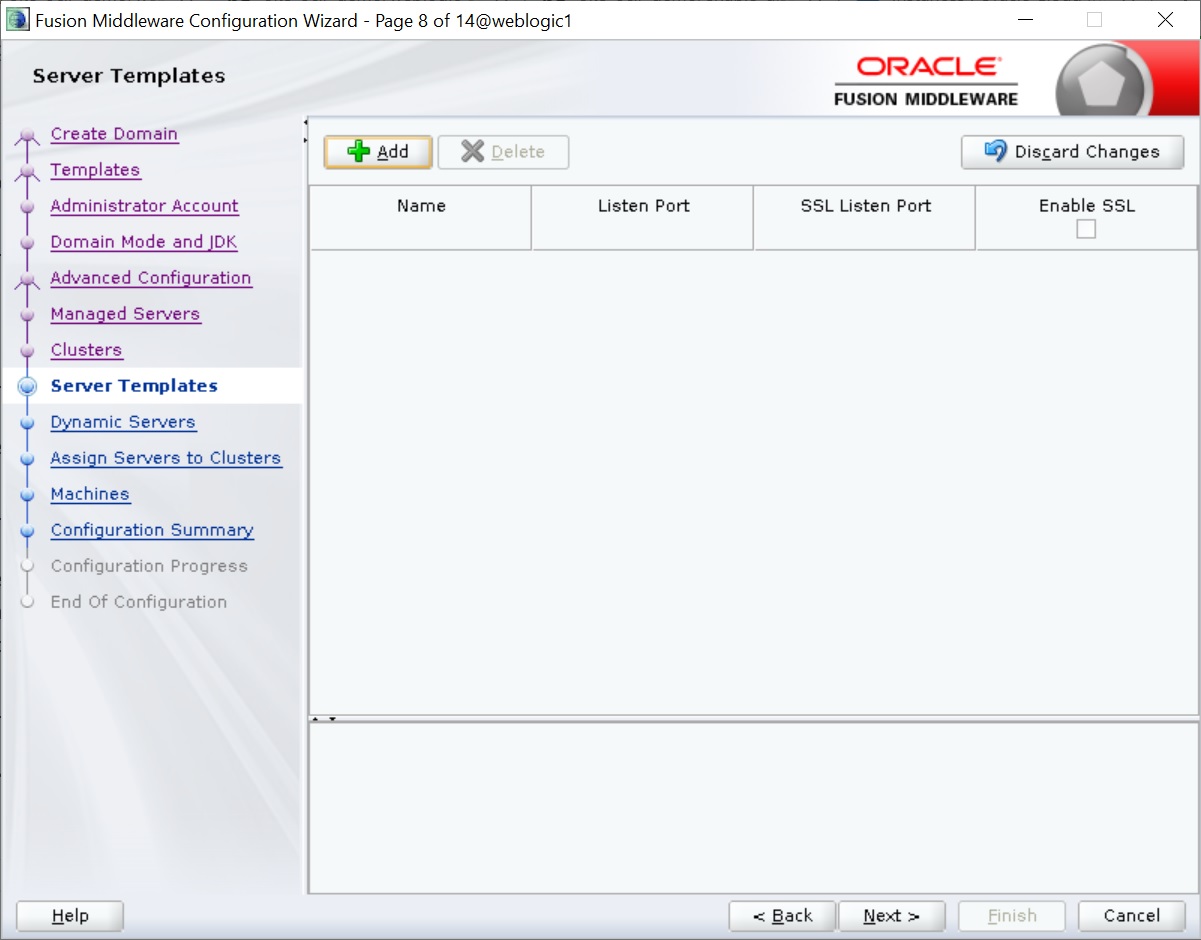 Fusion Middleware Configuration Wizard - Page 8 of 14@weblogic1
Server Templates
ORACLE
FUSION MIDDLEWARE
Create Domain
Templates
Administrator Account
Domain Mode and JDK
Advanced Configuration
Managed Servers
Clusters
Server Templates
Dynamic Servers
Assign Servers to Clusters
Machines
Configuration Summary
Configuration Progress
End Of Configuration
Add Delete Discard Changes
Name Listen Port SSL Listen Port Enable SSL
Help < Back Next > Finish Cancel